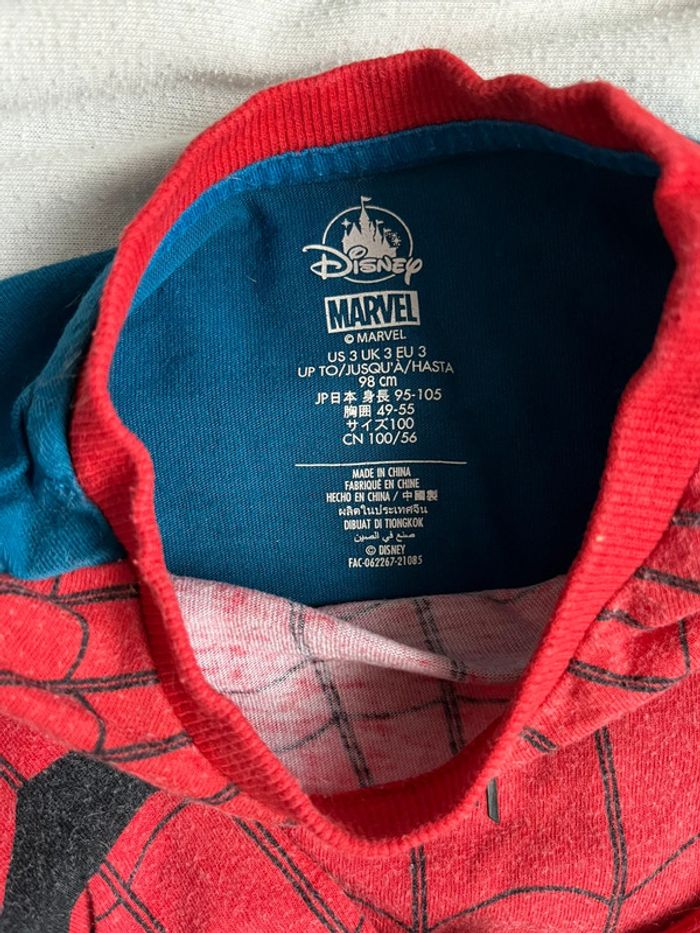 Disney
MARVEL
© MARVEL
US 3 UK 3 EU 3
UP TO/JUSQU'À/HASTA
98 cm
JP日本 身長 95-105
胸囲 49-55
サイズ100
CN 100/56
MADE IN CHINA
FABRIQUÉ EN CHINE
HECHO EN CHINA / 中國製
ผลิตในประเทศจีน
DIBUAT DI TIONGKOK
صنع في الصين
© DISNEY
FAC-062267-21085